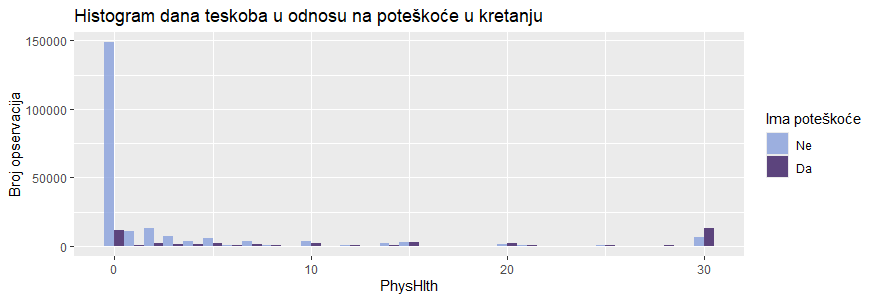 Histogram dana teskoba u odnosu na poteškoće u kretanju
Broj opservacija
150000
100000
50000
0
0 10 20 30
PhysHlth
Ima poteškoće
Ne
Da